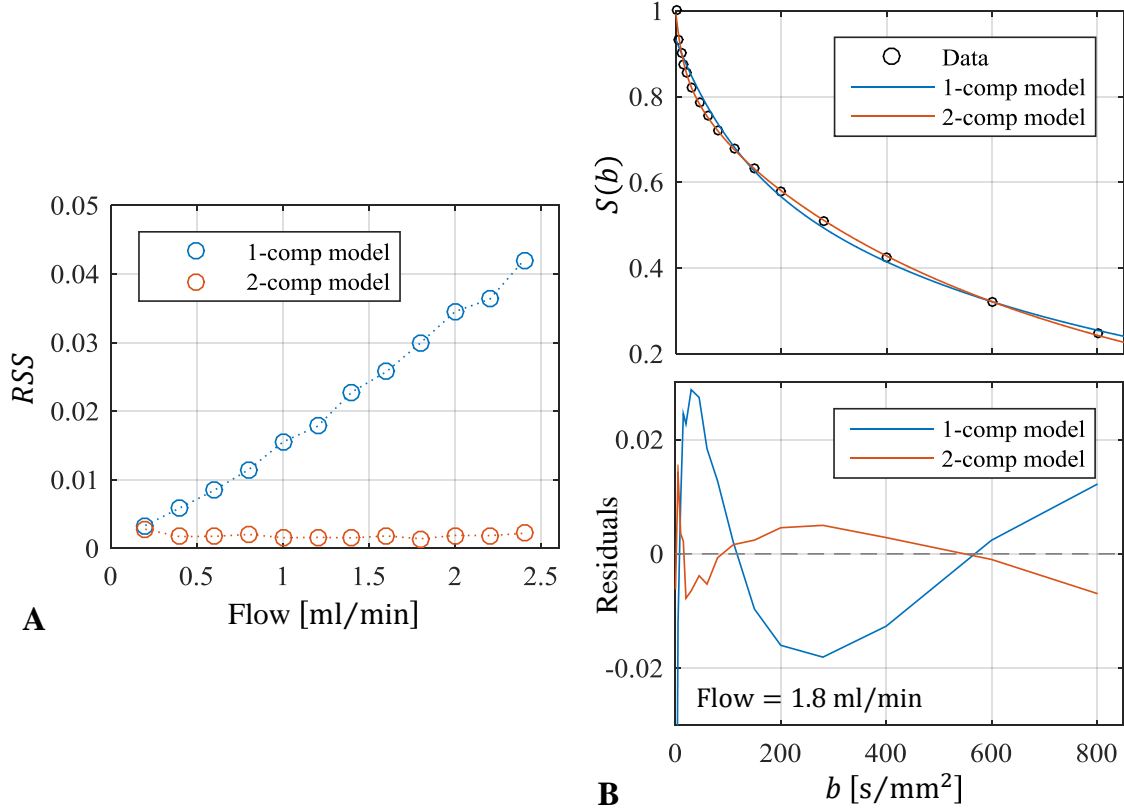 0.05
0.04
0.03
0.02
0.01
0
RSS
1-comp model
2-comp model
0
0.5
1
1.5
2
2.5
Flow [ml/min]
A
B
1
0.8
0.6
0.4
0.2
S(b)
Data
1-comp model
2-comp model
0.02
0
-0.02
Residuals
1-comp model
2-comp model
Flow = 1.8 ml/min
0
200
400
600
800
b [s/mm²]